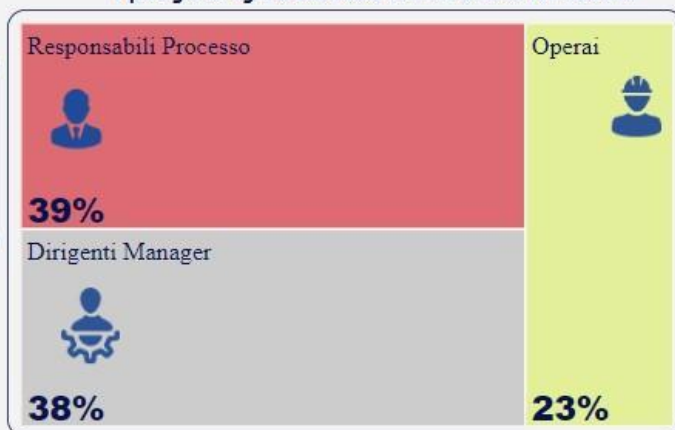 Responsabili Processo
39%
Dirigenti Manager
38%
Operai
23%